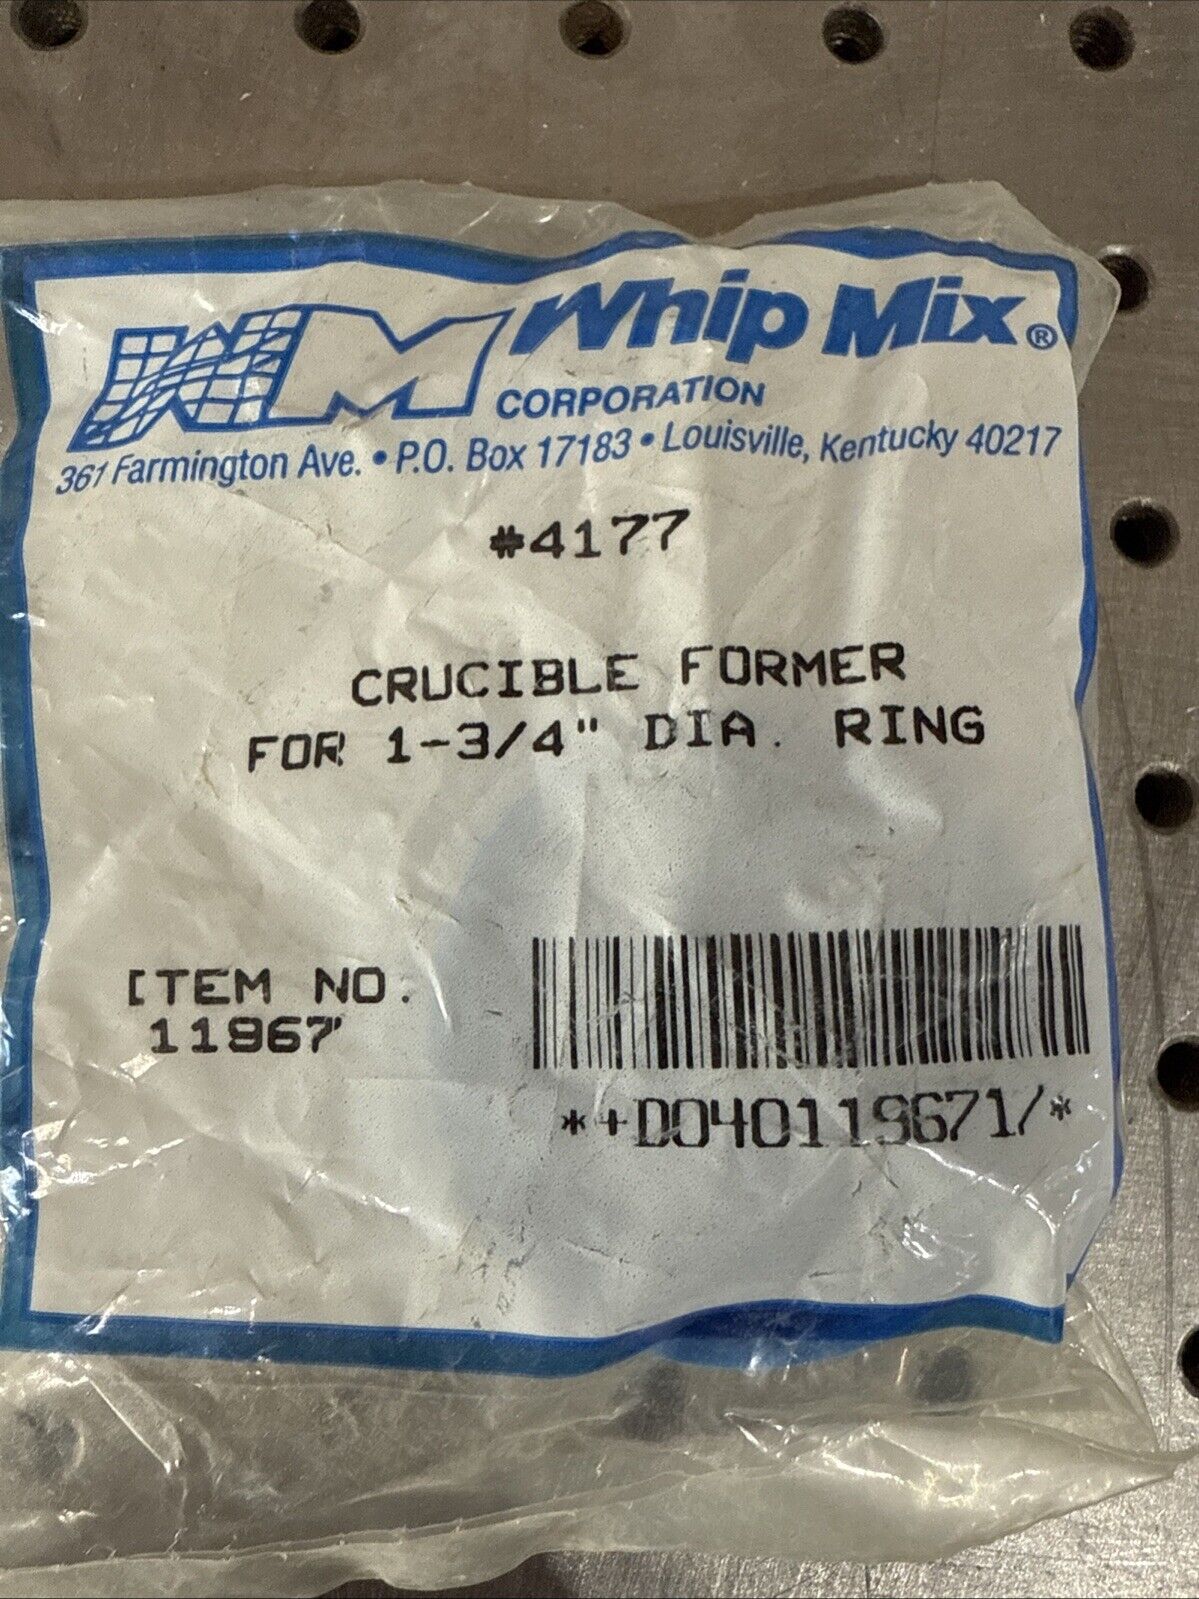 WM Whip Mix®
CORPORATION
361 Farmington Ave. • P.O. Box 17183 • Louisville, Kentucky 40217
#4177
CRUCIBLE FORMER
FOR 1-3/4" DIA. RING
ITEM NO.
11967
*+D040119671/*